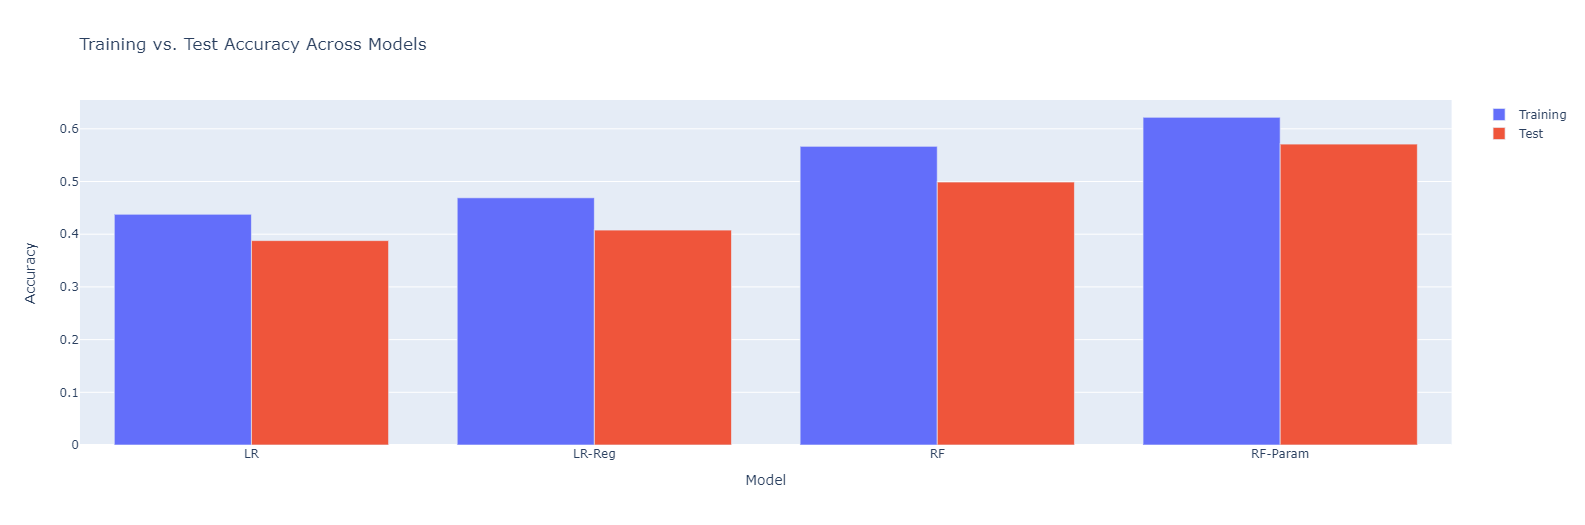 Training vs. Test Accuracy Across Models
Training
Test
Accuracy
0.6
0.5
0.4
0.3
0.2
0.1
0
LR
LR-Reg
RF
RF-Param
Model